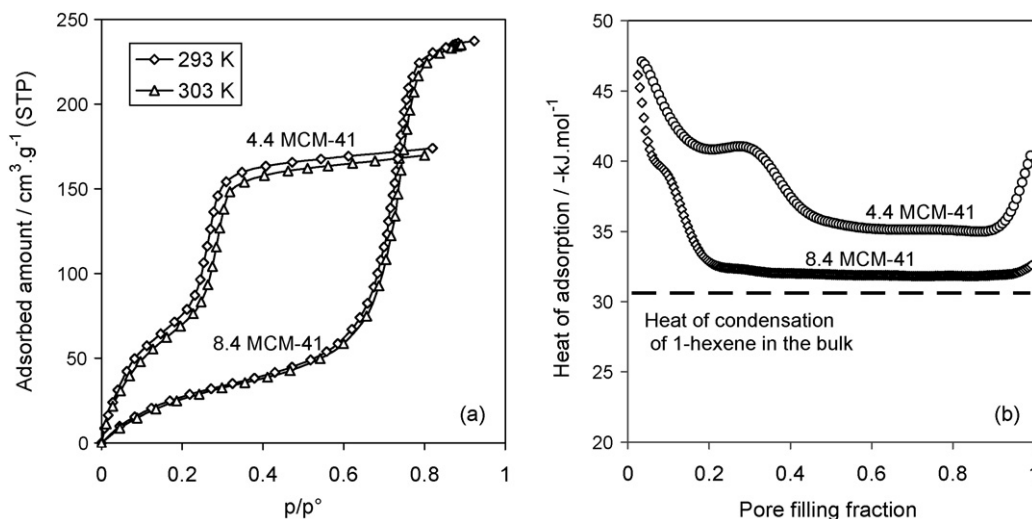 250
200
150
100
50
0
Adsorbed amount / cm³.g⁻¹ (STP)
293 K
303 K
4.4 MCM-41
8.4 MCM-41
(a)
0 0.2 0.4 0.6 0.8 1
p/p°
50
45
40
35
30
25
20
Heat of adsorption / -kJ.mol⁻¹
4.4 MCM-41
8.4 MCM-41
Heat of condensation
of 1-hexene in the bulk
(b)
0 0.2 0.4 0.6 0.8 1
Pore filling fraction